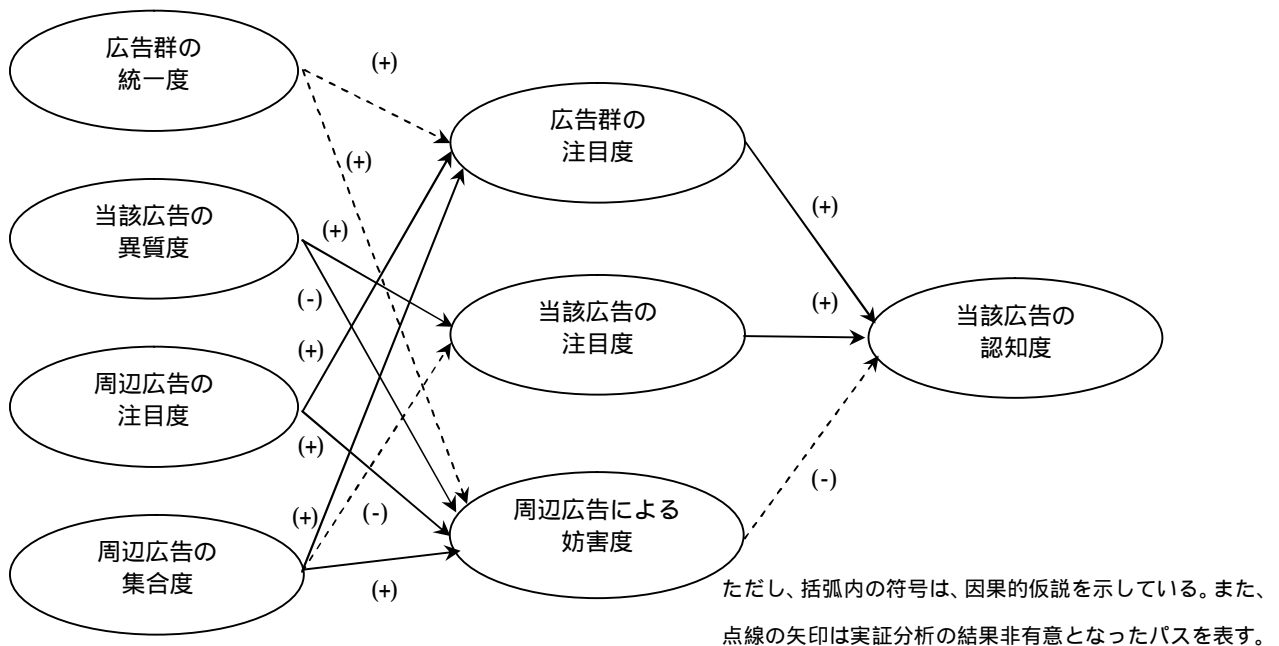 広告群の
統一度
(+)
広告群の
注目度
(+)
当該広告の
異質度
(+)
(-)
(+)
当該広告の
注目度
(+)
当該広告の
認知度
(+)
周辺広告の
注目度
(+)
(+)
周辺広告による
妨害度
(-)
周辺広告の
集合度
(+)
(-)
(+)
ただし、括弧内の符号は、因果的仮説を示している。また、
点線の矢印は実証分析の結果非有意となったパスを表す。